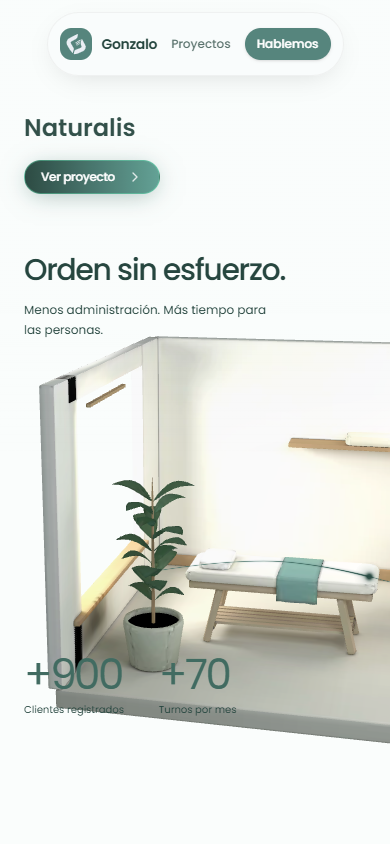 Gonzalo Proyectos Hablemos
Naturalis
Ver proyecto
Orden sin esfuerzo.
Menos administración. Más tiempo para
las personas.
+900 +70
Clientes registrados Turnos por mes